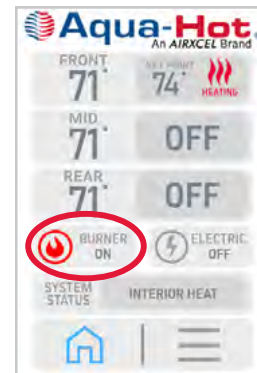 Aqua-Hot
An AIRXCEL Brand
FRONT
71°
SET POINT
74°
HEATING
MID
71°
OFF
REAR
71°
OFF
BURNER
ON
ELECTRIC
OFF
SYSTEM
STATUS
INTERIOR HEAT